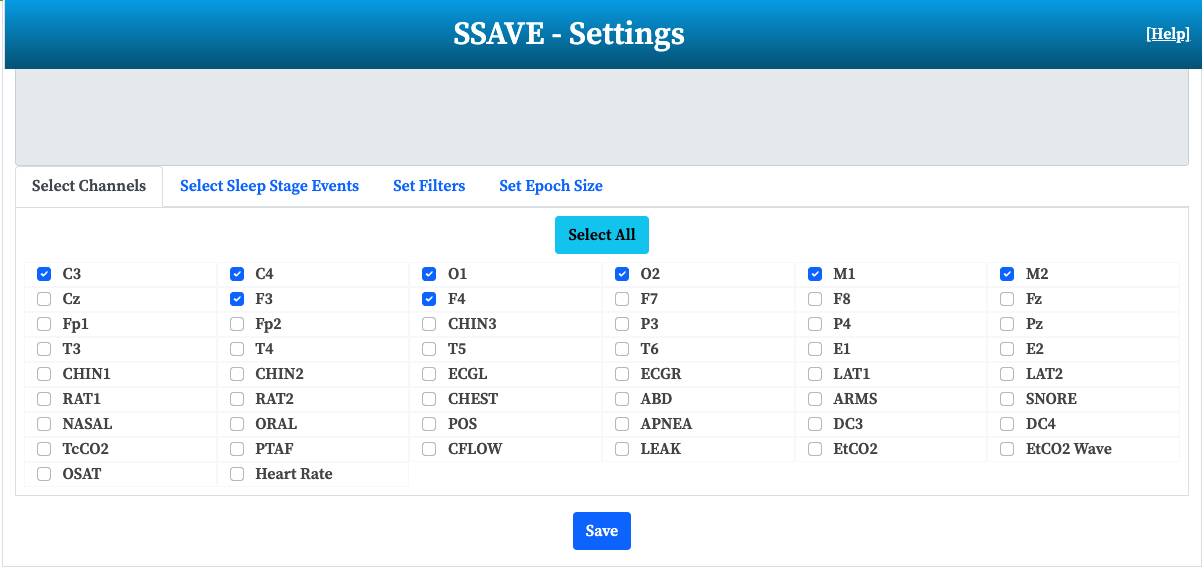 SSAVE - Settings
[Help]
Select Channels Select Sleep Stage Events Set Filters Set Epoch Size
Select All
C3 C4 O1 O2 M1 M2
Cz F3 F4 F7 F8 Fz
Fp1 Fp2 CHIN3 P3 P4 Pz
T3 T4 T5 T6 E1 E2
CHIN1 CHIN2 ECGL ECGR LAT1 LAT2
RAT1 RAT2 CHEST ABD ARMS SNORE
NASAL ORAL POS APNEA DC3 DC4
TcCO2 PTAF CFLOW LEAK EtCO2 EtCO2 Wave
OSAT Heart Rate
Save